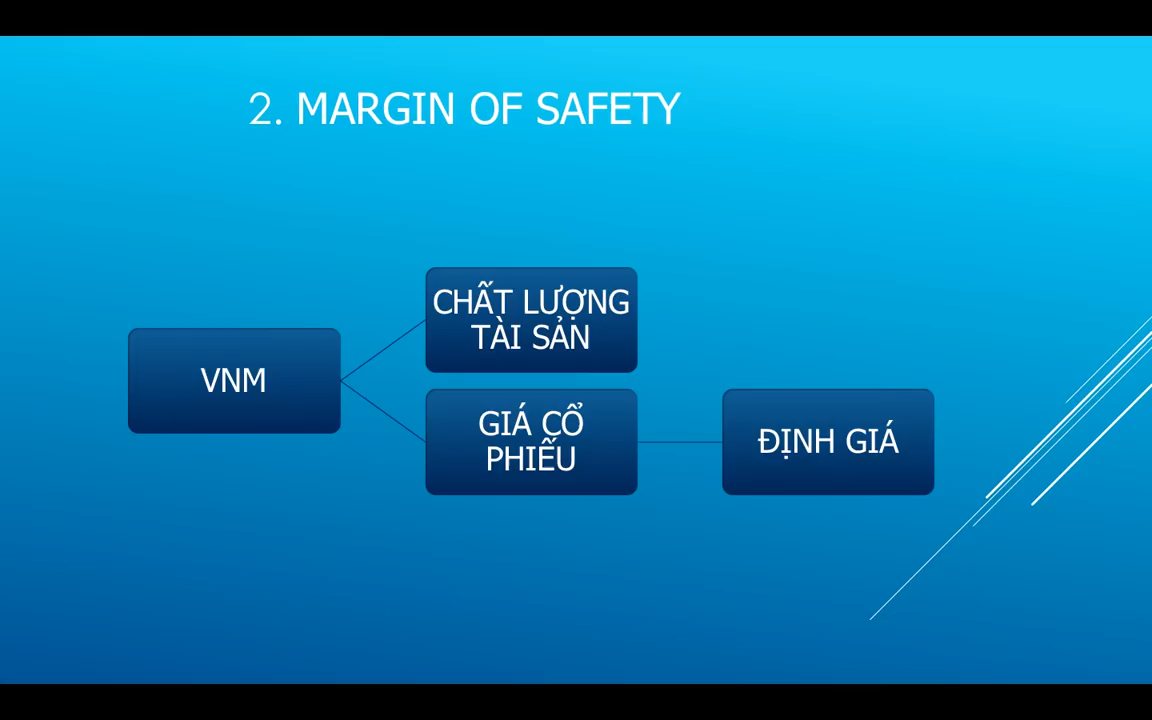 2. MARGIN OF SAFETY
VNM
CHẤT LƯỢNG
TÀI SẢN
GIÁ CỔ
PHIẾU
ĐỊNH GIÁ